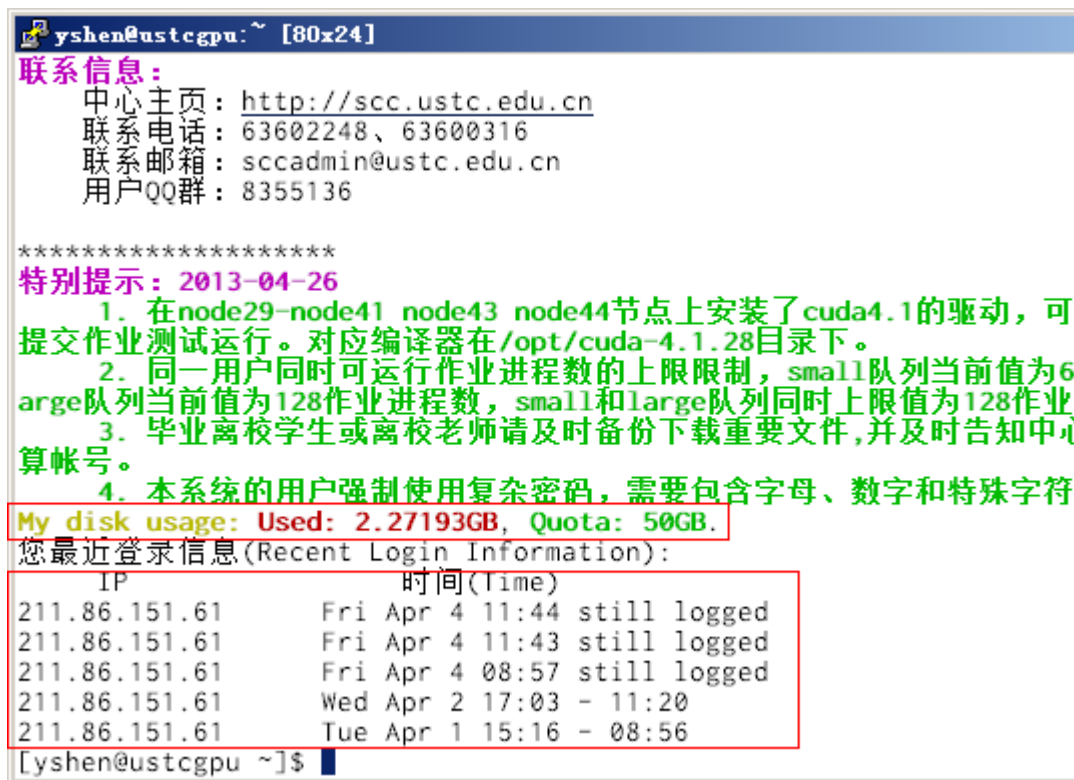 yshen@ustcgpu:~ [80x24]
联系信息:
中心主页: http://scc.ustc.edu.cn
联系电话: 63602248、63600316
联系邮箱: sccadmin@ustc.edu.cn
用户QQ群: 8355136
********************
特别提示: 2013-04-26
1. 在node29-node41 node43 node44节点上安装了cuda4.1的驱动，可
提交作业测试运行。对应编译器在/opt/cuda-4.1.28目录下。
2. 同一用户同时可运行作业进程数的上限限制，small队列当前值为6
arge队列当前值为128作业进程数，small和large队列同时上限值为128作业
3. 毕业离校学生或离校老师请及时备份下载重要文件,并及时告知中心
算帐号。
4. 本系统的用户强制使用复杂密码，需要包含字母、数字和特殊字符
My disk usage: Used: 2.27193GB, Quota: 50GB.
您最近登录信息(Recent Login Information):
IP 时间(Time)
211.86.151.61 Fri Apr 4 11:44 still logged
211.86.151.61 Fri Apr 4 11:43 still logged
211.86.151.61 Fri Apr 4 08:57 still logged
211.86.151.61 Wed Apr 2 17:03 - 11:20
211.86.151.61 Tue Apr 1 15:16 - 08:56
[yshen@ustcgpu ~]$